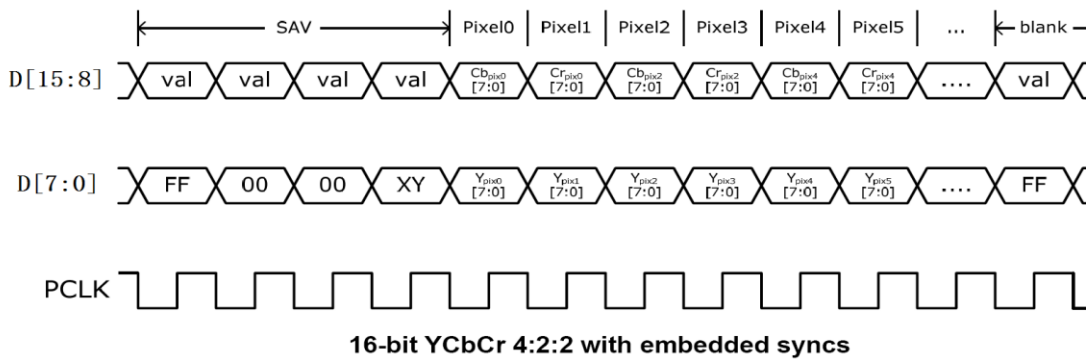 SAV Pixel0 Pixel1 Pixel2 Pixel3 Pixel4 Pixel5 ... blank
D[15:8] val val val val Cbpix0 [7:0] Crpix0 [7:0] Cbpix2 [7:0] Crpix2 [7:0] Cbpix4 [7:0] Crpix4 [7:0] .... val
D[7:0] FF 00 00 XY Ypix0 [7:0] Ypix1 [7:0] Ypix2 [7:0] Ypix3 [7:0] Ypix4 [7:0] Ypix5 [7:0] .... FF
PCLK
16-bit YCbCr 4:2:2 with embedded syncs